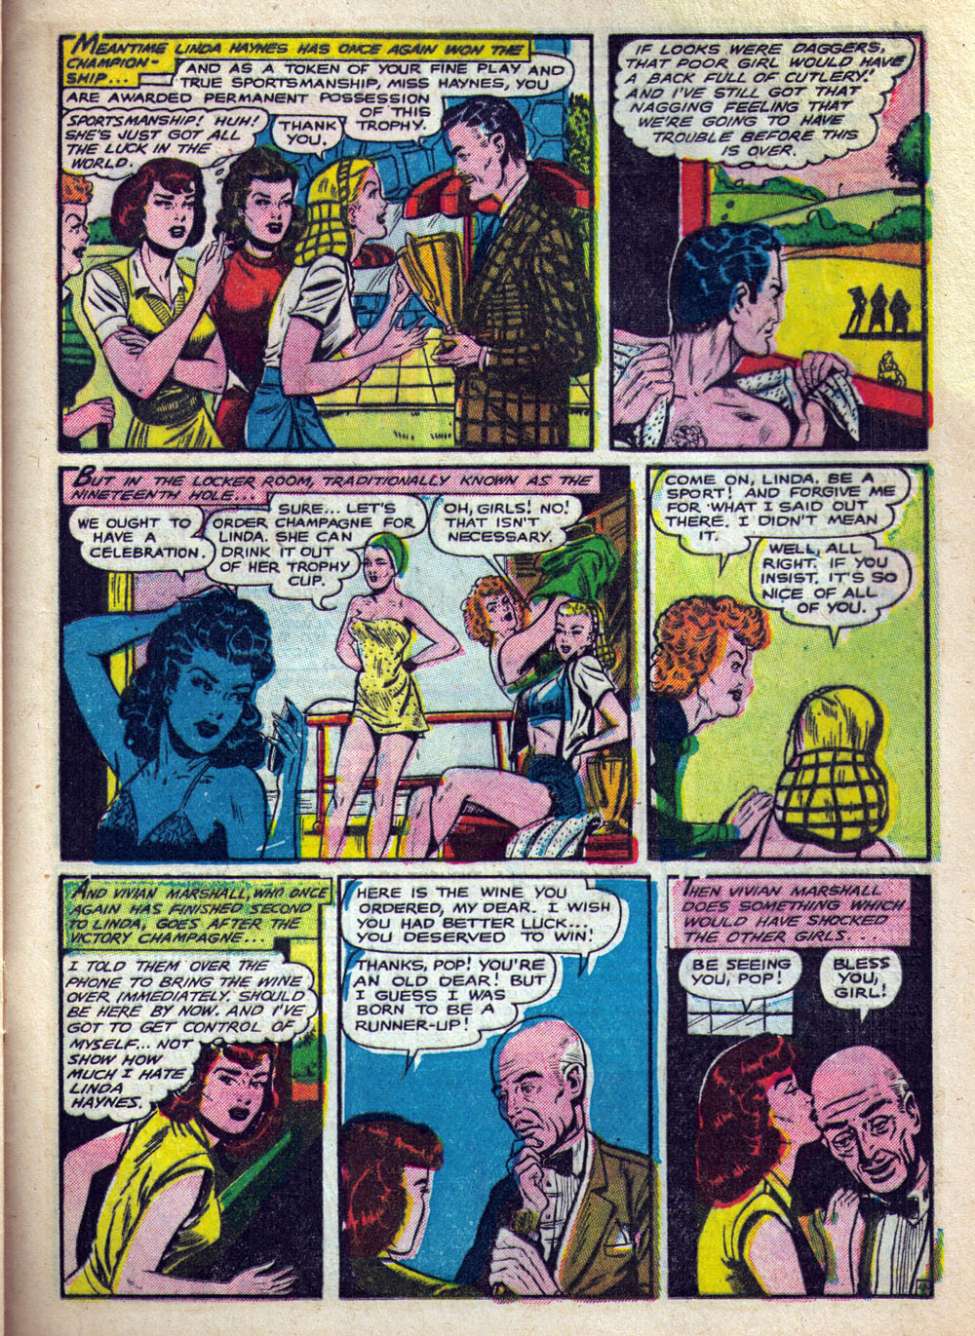 MEANTIME LINDA HAYNES HAS ONCE AGAIN WON THE
CHAMPION-
SHIP...
AND AS A TOKEN OF YOUR FINE PLAY AND
TRUE SPORTSMANSHIP, MISS HAYNES, YOU
ARE AWARDED PERMANENT POSSESSION
OF THIS
TROPHY.
SPORTSMANSHIP! HUH!
SHE'S JUST GOT ALL
THE LUCK IN THE
WORLD.
THANK
YOU.
IF LOOKS WERE DAGGERS,
THAT POOR GIRL WOULD HAVE
A BACK FULL OF CUTLERY!
AND I'VE STILL GOT THAT
NAGGING FEELING THAT
WE'RE GOING TO HAVE
TROUBLE BEFORE THIS
IS OVER.
BUT IN THE LOCKER ROOM, TRADITIONALLY KNOWN AS THE
NINETEENTH HOLE...
WE OUGHT TO
HAVE A
CELEBRATION.
SURE... LET'S
ORDER CHAMPAGNE FOR
LINDA. SHE CAN
DRINK IT OUT
OF HER TROPHY
CUP.
OH, GIRLS! NO!
THAT ISN'T
NECESSARY.
COME ON, LINDA. BE A
SPORT! AND FORGIVE ME
FOR WHAT I SAID OUT
THERE. I DIDN'T MEAN
IT.
WELL, ALL
RIGHT. IF YOU
INSIST. IT'S SO
NICE OF ALL
OF YOU.
AND VIVIAN MARSHALL, WHO ONCE
AGAIN HAS FINISHED SECOND
TO LINDA, GOES AFTER THE
VICTORY CHAMPAGNE...
I TOLD THEM OVER THE
PHONE TO BRING THE WINE
OVER IMMEDIATELY. SHOULD
BE HERE BY NOW. AND I'VE
GOT TO GET CONTROL OF
MYSELF... NOT
SHOW HOW
MUCH I HATE
LINDA
HAYNES.
HERE IS THE WINE YOU
ORDERED, MY DEAR. I WISH
YOU HAD BETTER LUCK...
YOU DESERVED TO WIN!
THANKS, POP! YOU'RE
AN OLD DEAR! BUT
I GUESS I WAS
BORN TO BE A
RUNNER-UP!
THEN VIVIAN MARSHALL
DOES SOMETHING WHICH
WOULD HAVE SHOCKED
THE OTHER GIRLS.
BE SEEING
YOU, POP!
BLESS
YOU,
GIRL!